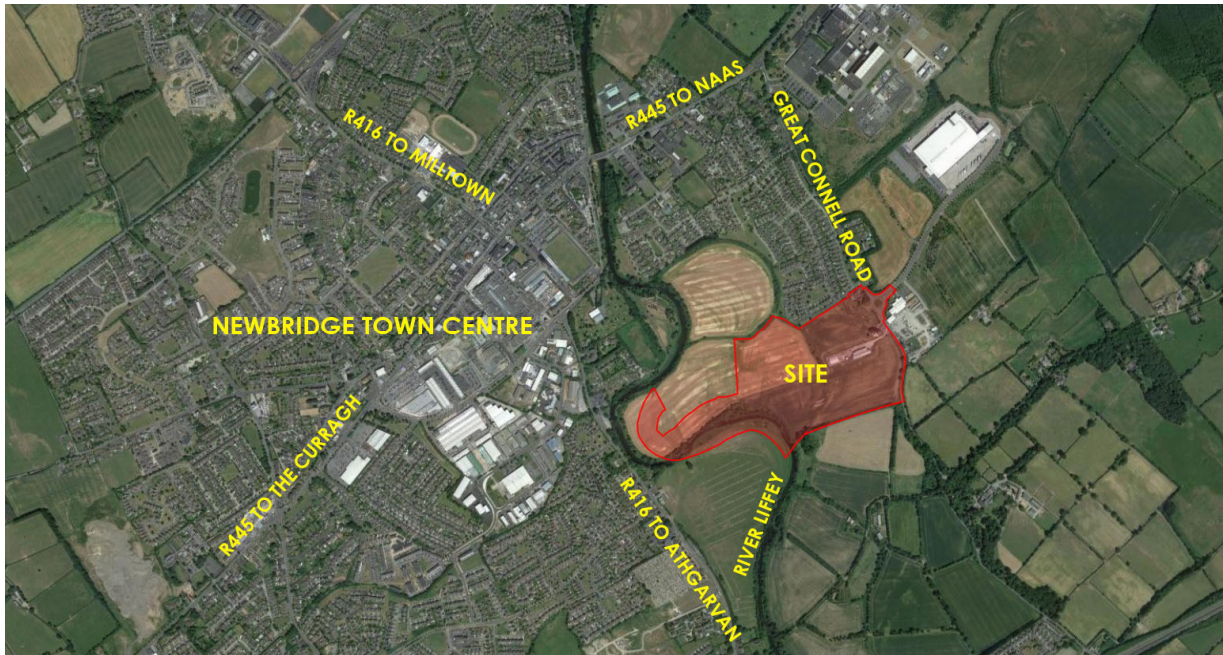 R445 TO NAAS
R416 TO MILLTOWN
GREAT CONNELL ROAD
NEWBRIDGE TOWN CENTRE
SITE
R445 TO THE CURRAGH
R416 TO ATHGARVAN
RIVER LIFFEY